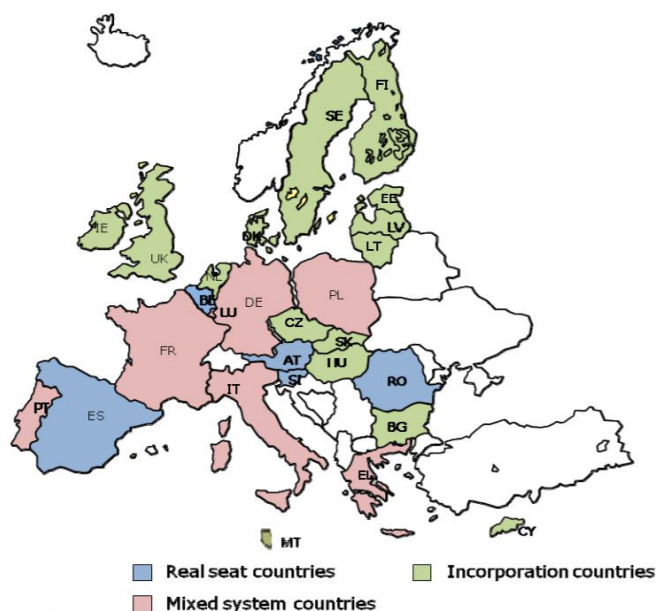 FI
SE
EE
IE
DK
LV
LT
UK
NL
BE
LU
DE
PL
CZ
SK
FR
AT
HU
SI
RO
IT
PT
ES
BG
EL
MT
CY
Real seat countries
Incorporation countries
Mixed system countries